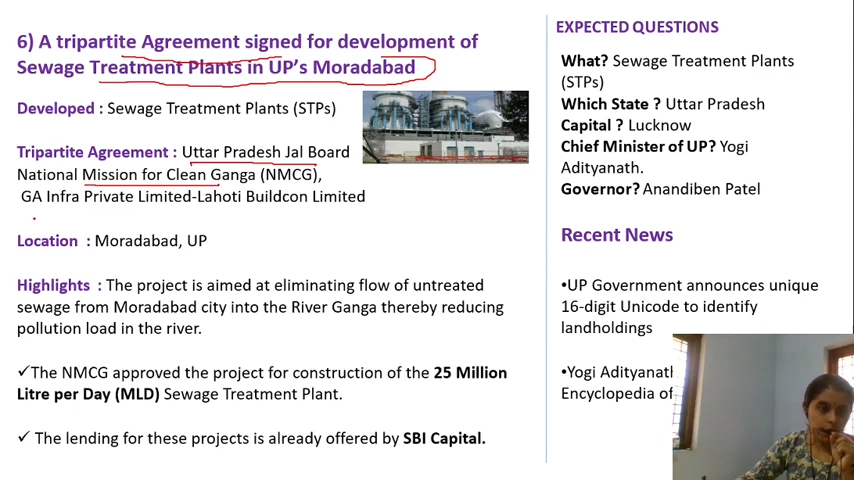 6) A tripartite Agreement signed for development of
Sewage Treatment Plants in UP's Moradabad
Developed : Sewage Treatment Plants (STPs)
Tripartite Agreement : Uttar Pradesh Jal Board
National Mission for Clean Ganga (NMCG),
GA Infra Private Limited-Lahoti Buildcon Limited
Location : Moradabad, UP
Highlights : The project is aimed at eliminating flow of untreated
sewage from Moradabad city into the River Ganga thereby reducing
pollution load in the river.
✓The NMCG approved the project for construction of the 25 Million
Litre per Day (MLD) Sewage Treatment Plant.
✓ The lending for these projects is already offered by SBI Capital.
EXPECTED QUESTIONS
What? Sewage Treatment Plants
(STPs)
Which State ? Uttar Pradesh
Capital ? Lucknow
Chief Minister of UP? Yogi
Adityanath.
Governor? Anandiben Patel
Recent News
•UP Government announces unique
16-digit Unicode to identify
landholdings
•Yogi
Encyclopedia of